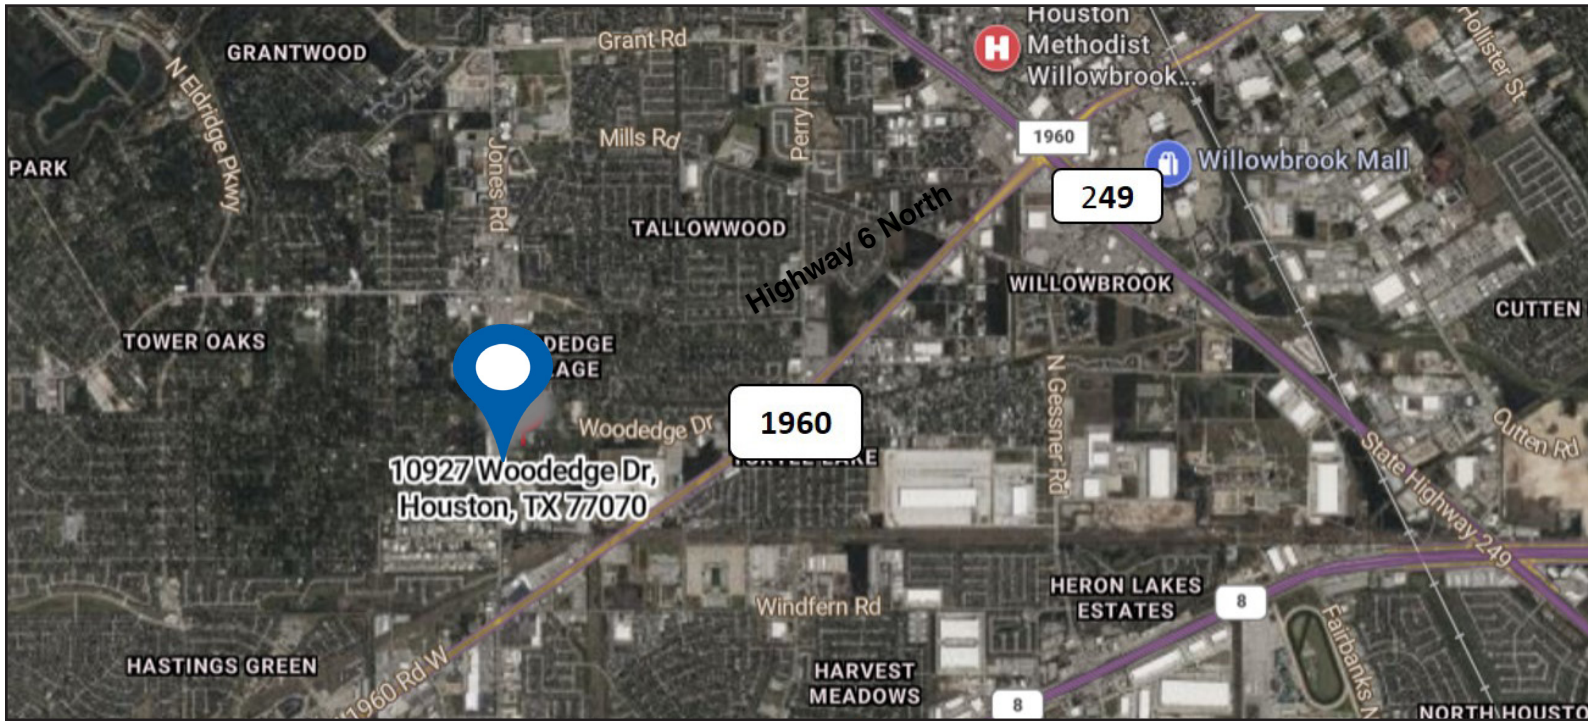 Houston
Methodist
Willowbrook...
GRANTWOOD
Grant Rd
Hollister St
N Eldridge Pkwy
Perry Rd
Mills Rd
1960
Jones Rd
PARK
Willowbrook Mall
249
TALLOWWOOD
Highway 6 North
WILLOWBROOK
CUTTEN
TOWER OAKS
DEDGE
LAGE
N Gessner Rd
1960
Woodedge Dr
Cutten Rd
State Highway 249
10927 Woodedge Dr,
Houston, TX 77070
HERON LAKES
ESTATES
8
Windfern Rd
Fairbanks N
HASTINGS GREEN
1960 Rd W
HARVEST
MEADOWS
8
NORTH HOUSTO